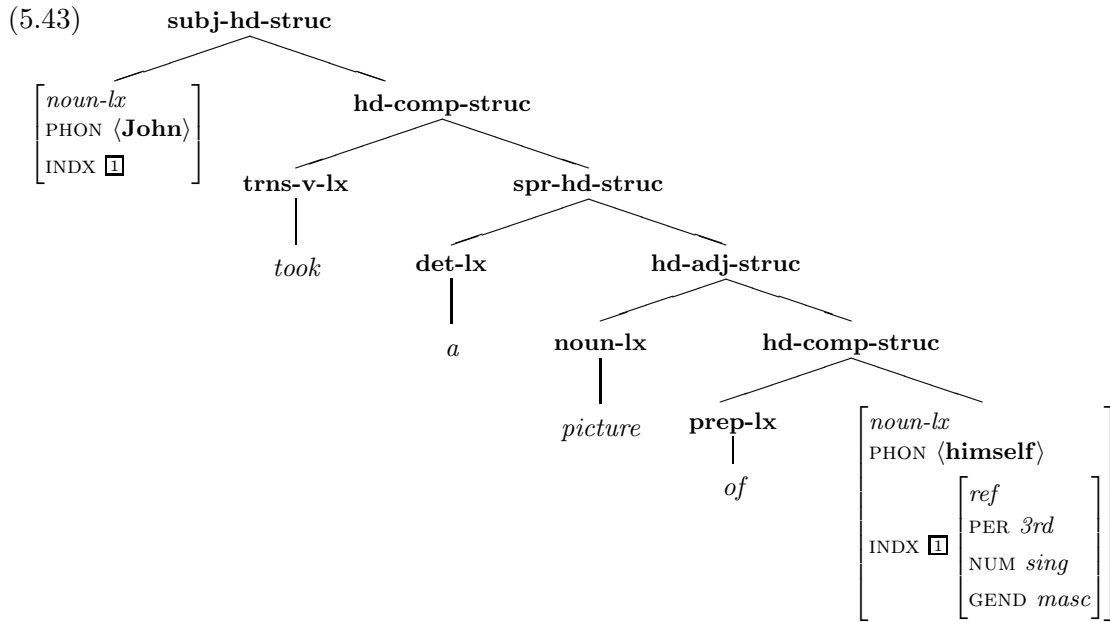 (5.43) subj-hd-struc
noun-lx
PHON ⟨John⟩
INDX 1
hd-comp-struc
trns-v-lx
spr-hd-struc
took
det-lx
hd-adj-struc
a
noun-lx
hd-comp-struc
picture
prep-lx
of
noun-lx
PHON ⟨himself⟩
INDX 1
ref
PER 3rd
NUM sing
GEND masc